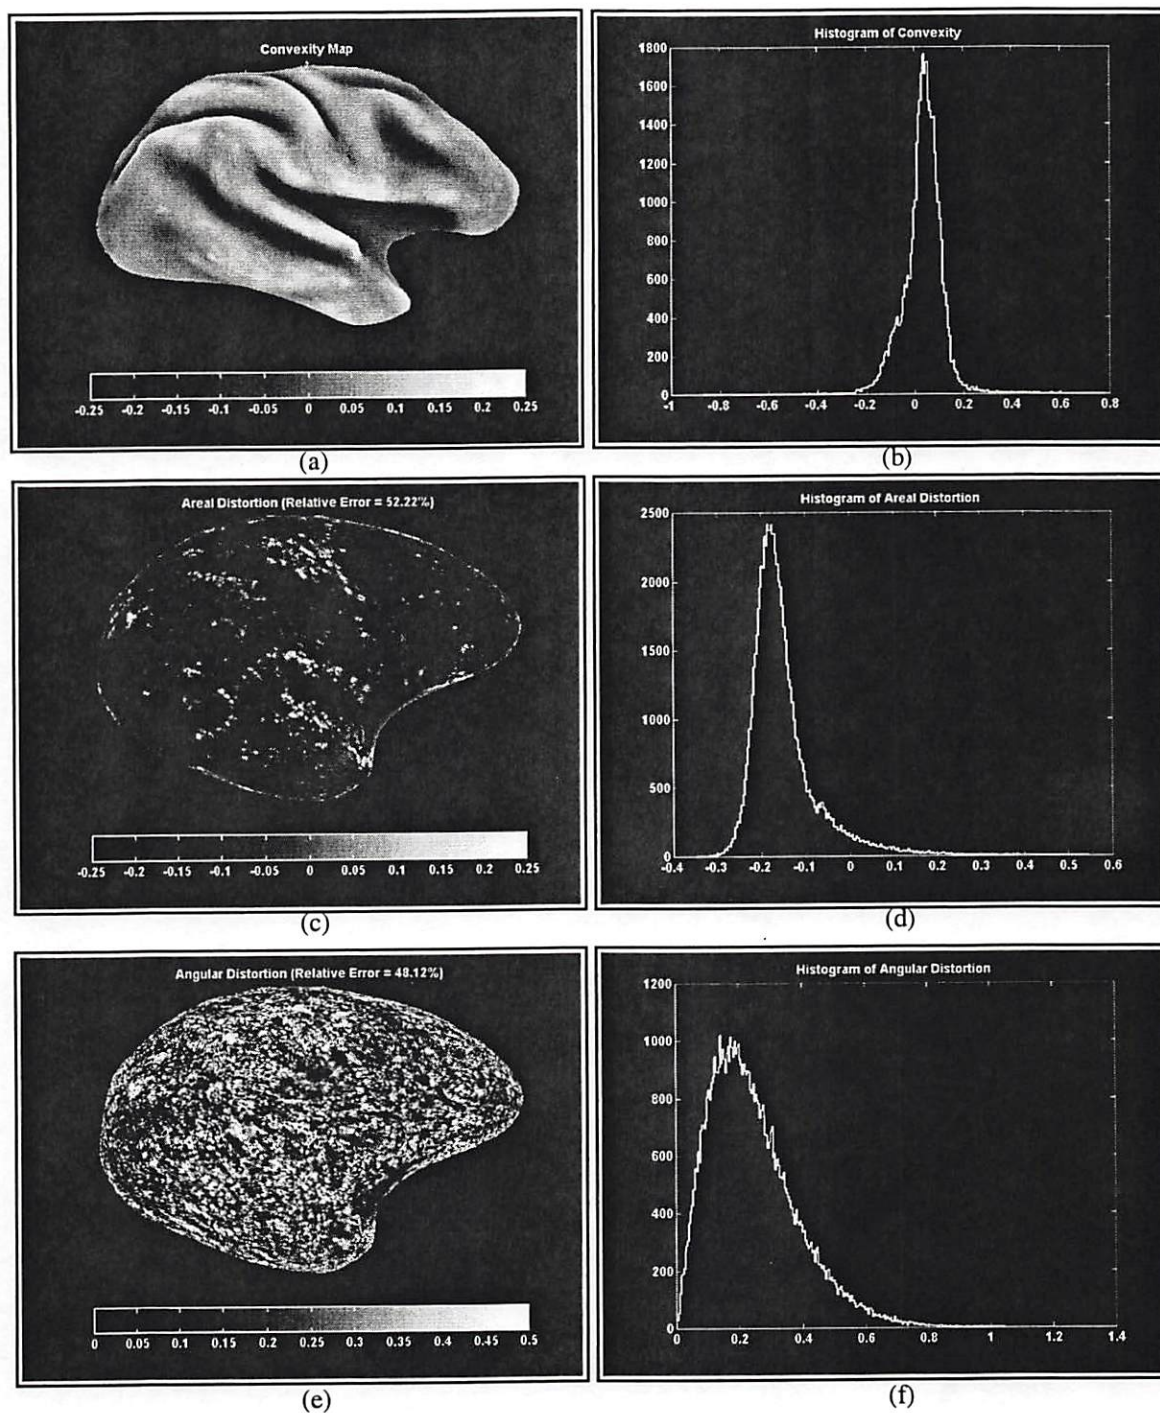 Convexity Map
-0.25 -0.2 -0.15 -0.1 -0.05 0 0.05 0.1 0.15 0.2 0.25
(a)
Histogram of Convexity
1800
1600
1400
1200
1000
800
600
400
200
0
-1 -0.8 -0.6 -0.4 -0.2 0 0.2 0.4 0.6 0.8
(b)
Areal Distortion (Relative Error = 52.22%)
-0.25 -0.2 -0.15 -0.1 -0.05 0 0.05 0.1 0.15 0.2 0.25
(c)
Histogram of Areal Distortion
2500
2000
1500
1000
500
0
-0.4 -0.3 -0.2 -0.1 0 0.1 0.2 0.3 0.4 0.5 0.6
(d)
Angular Distortion (Relative Error = 48.12%)
0 0.05 0.1 0.15 0.2 0.25 0.3 0.35 0.4 0.45 0.5
(e)
Histogram of Angular Distortion
1200
1000
800
600
400
200
0
0 0.2 0.4 0.6 0.8 1 1.2 1.4
(f)